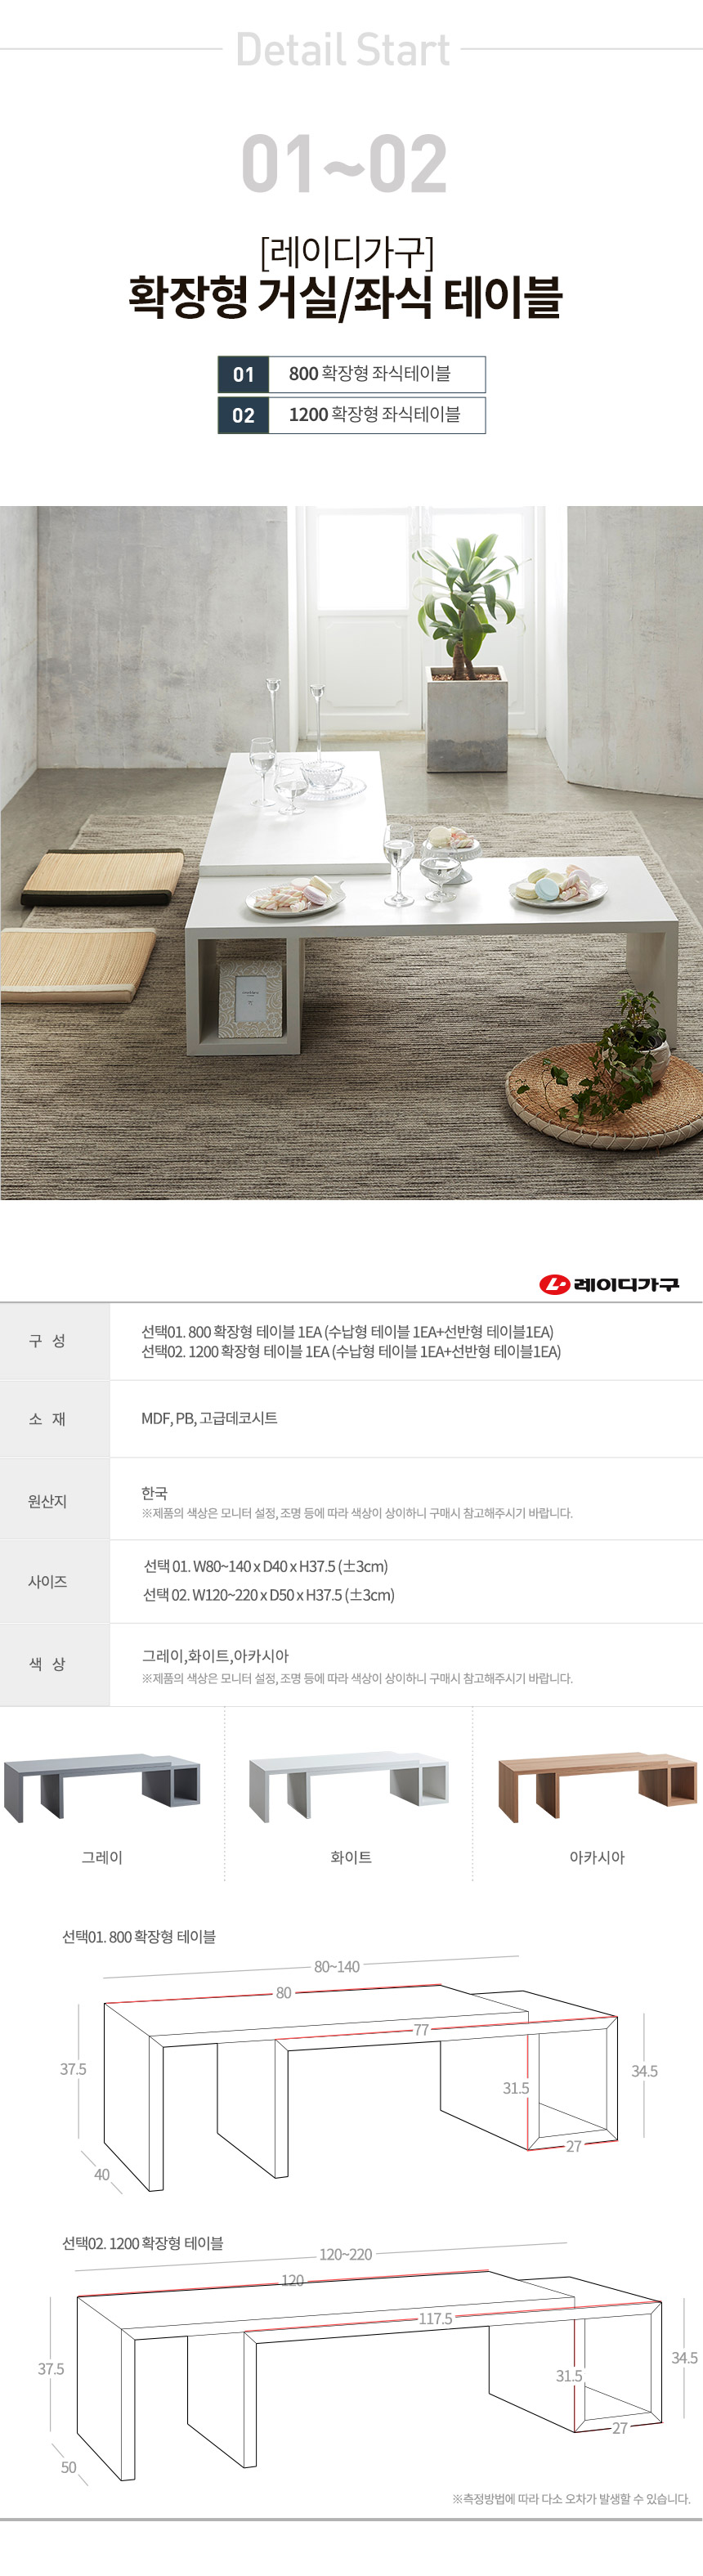 Detail Start
01~02
[레이디가구]
확장형 거실/좌식 테이블
01 800 확장형 좌식테이블
02 1200 확장형 좌식테이블
레이디가구
구 성
선택01. 800 확장형 테이블 1EA (수납형 테이블 1EA+선반형 테이블1EA)
선택02. 1200 확장형 테이블 1EA (수납형 테이블 1EA+선반형 테이블1EA)
소 재
MDF, PB, 고급데코시트
원산지
한국
※제품의 색상은 모니터 설정, 조명 등에 따라 색상이 상이하니 구매시 참고해주시기 바랍니다.
사이즈
선택 01. W80~140 x D40 x H37.5 (±3cm)
선택 02. W120~220 x D50 x H37.5 (±3cm)
색 상
그레이,화이트,아카시아
※제품의 색상은 모니터 설정, 조명 등에 따라 색상이 상이하니 구매시 참고해주시기 바랍니다.
그레이
화이트
아카시아
선택01. 800 확장형 테이블
80~140
80
77
37.5
31.5
34.5
27
40
선택02. 1200 확장형 테이블
120~220
120
117.5
37.5
31.5
34.5
27
50
※측정방법에 따라 다소 오차가 발생할 수 있습니다.